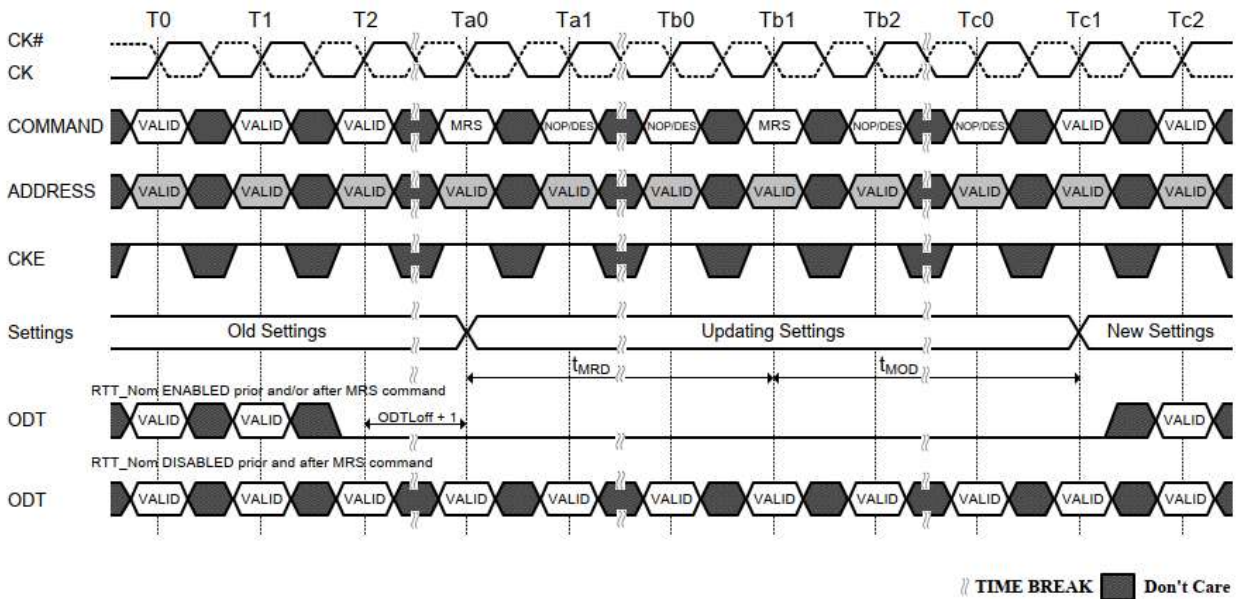 T0 T1 T2 Ta0 Ta1 Tb0 Tb1 Tb2 Tc0 Tc1 Tc2
CK#
CK
COMMAND VALID VALID VALID MRS NOP/DES NOP/DES MRS NOP/DES NOP/DES VALID VALID
ADDRESS VALID VALID VALID VALID VALID VALID VALID VALID VALID VALID VALID
CKE
Settings Old Settings Updating Settings New Settings
tMRD tMOD
RTT_Nom ENABLED prior and/or after MRS command
ODT VALID VALID ODTLoff + 1 VALID
RTT_Nom DISABLED prior and after MRS command
ODT VALID VALID VALID VALID VALID VALID VALID VALID VALID VALID VALID
TIME BREAK Don't Care